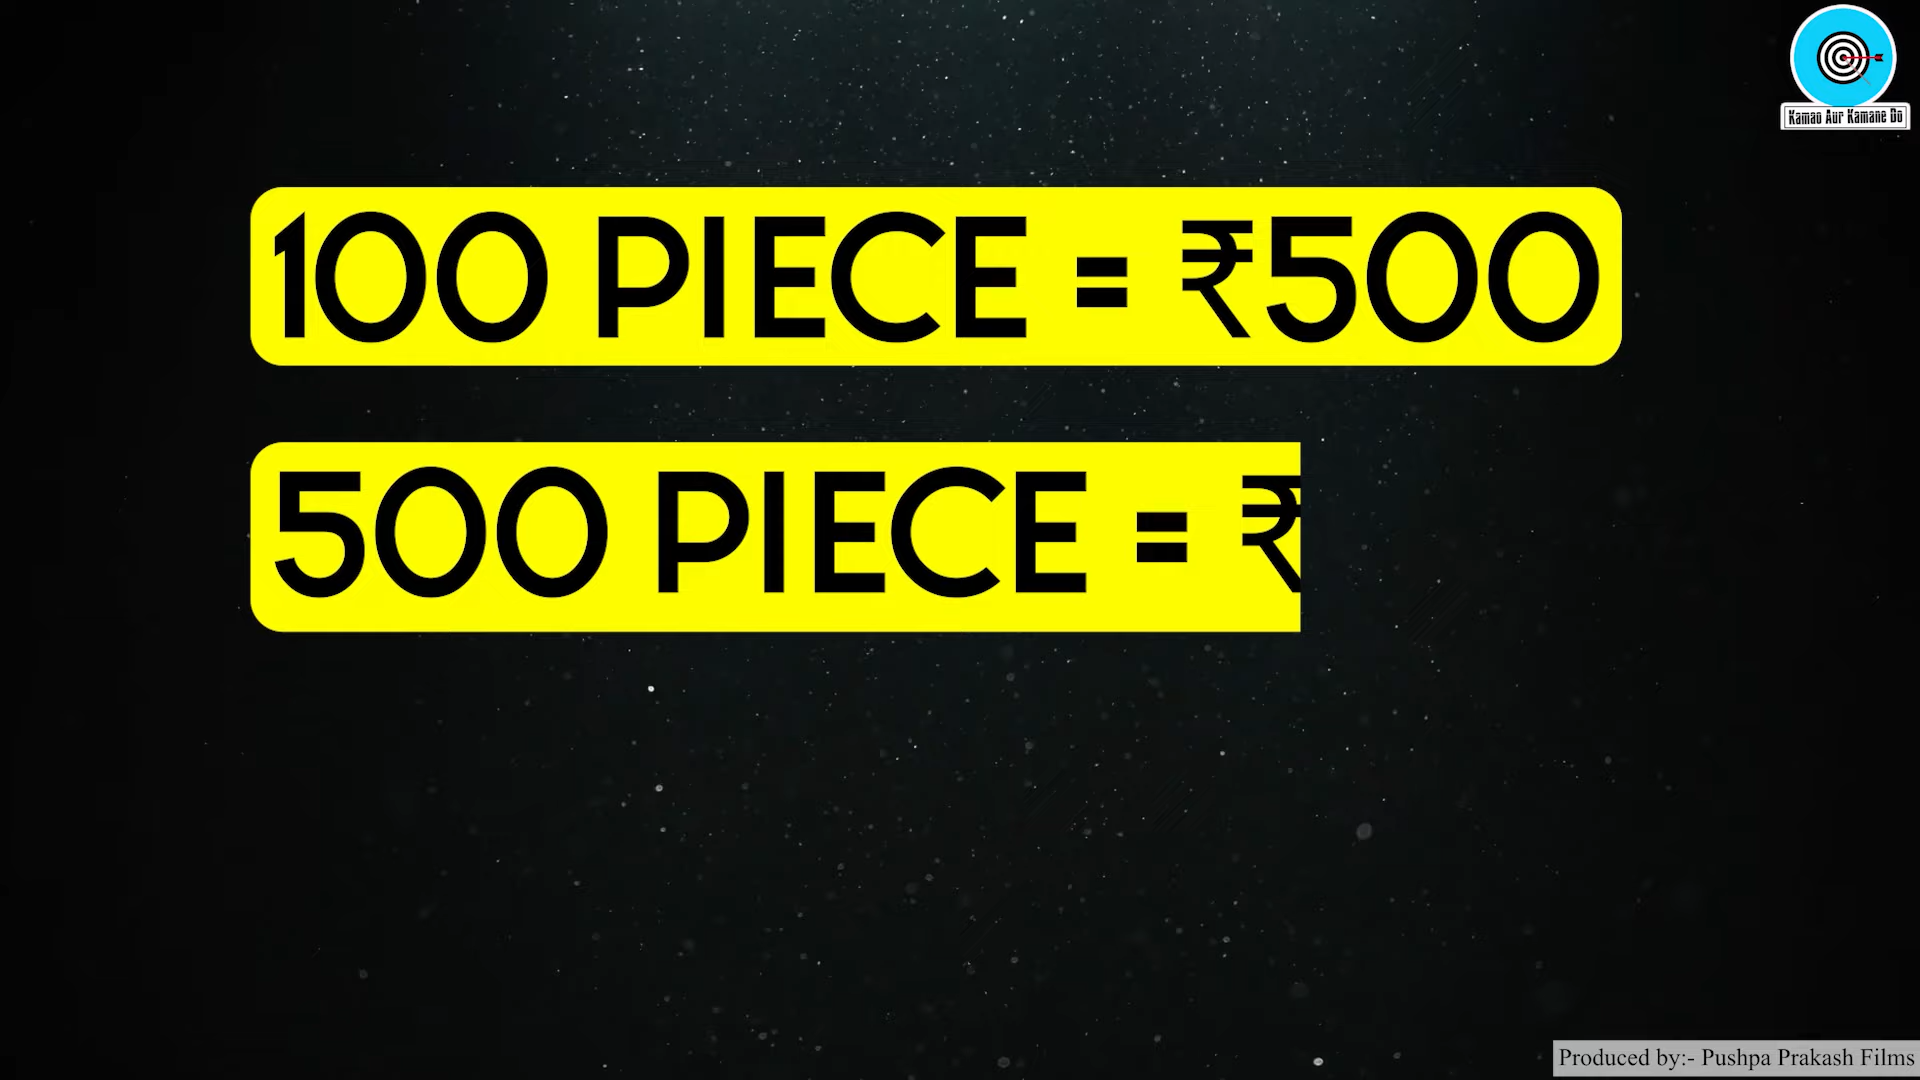 Kamao Aur Kamane Do
100 PIECE = ₹500
500 PIECE = ₹
Produced by:- Pushpa Prakash Films